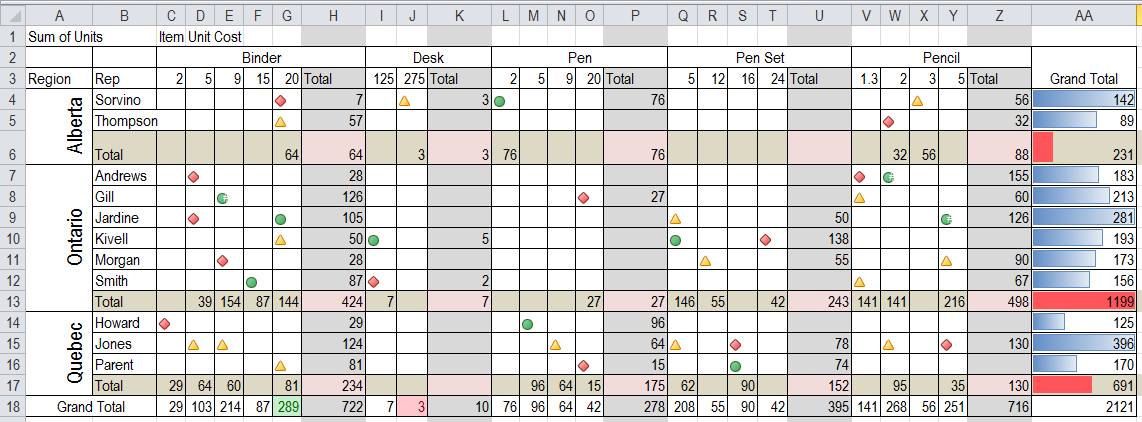 A B C D E F G H I J K L M N O P Q R S T U V W X Y Z AA
1 Sum of Units Item Unit Cost
2 Binder Desk Pen Pen Set Pencil
3 Region Rep 2 5 9 15 20 Total 125 275 Total 2 5 9 20 Total 5 12 16 24 Total 1.3 2 3 5 Total Grand Total
4 Alberta Sorvino 7 3 76 56 142
5 Thompson 57 32 89
6 Total 64 64 3 3 76 76 32 56 88 231
7 Ontario Andrews 28 155 183
8 Gill 126 27 60 213
9 Jardine 105 50 126 281
10 Kivell 50 5 138 193
11 Morgan 28 55 90 173
12 Smith 87 2 67 156
13 Total 39 154 87 144 424 7 7 27 27 146 55 42 243 141 141 216 498 1199
14 Quebec Howard 29 96 125
15 Jones 124 64 78 130 396
16 Parent 81 15 74 170
17 Total 29 64 60 81 234 96 64 15 175 62 90 152 95 35 130 691
18 Grand Total 29 103 214 87 289 722 7 3 10 76 96 64 42 278 208 55 90 42 395 141 268 56 251 716 2121